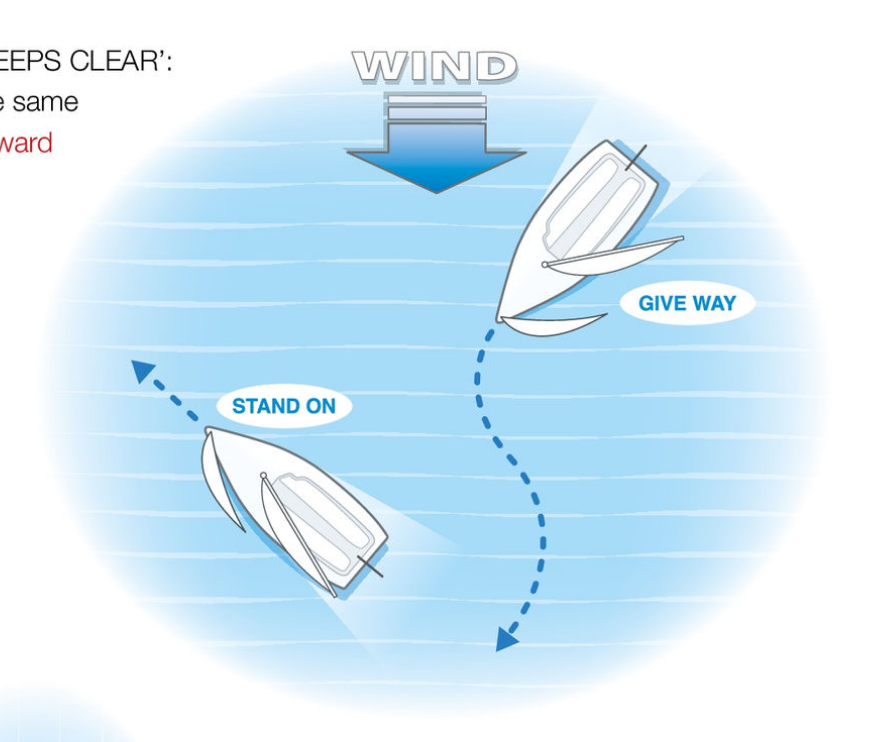 EEPS CLEAR’:
e same
ward
WIND
GIVE WAY
STAND ON